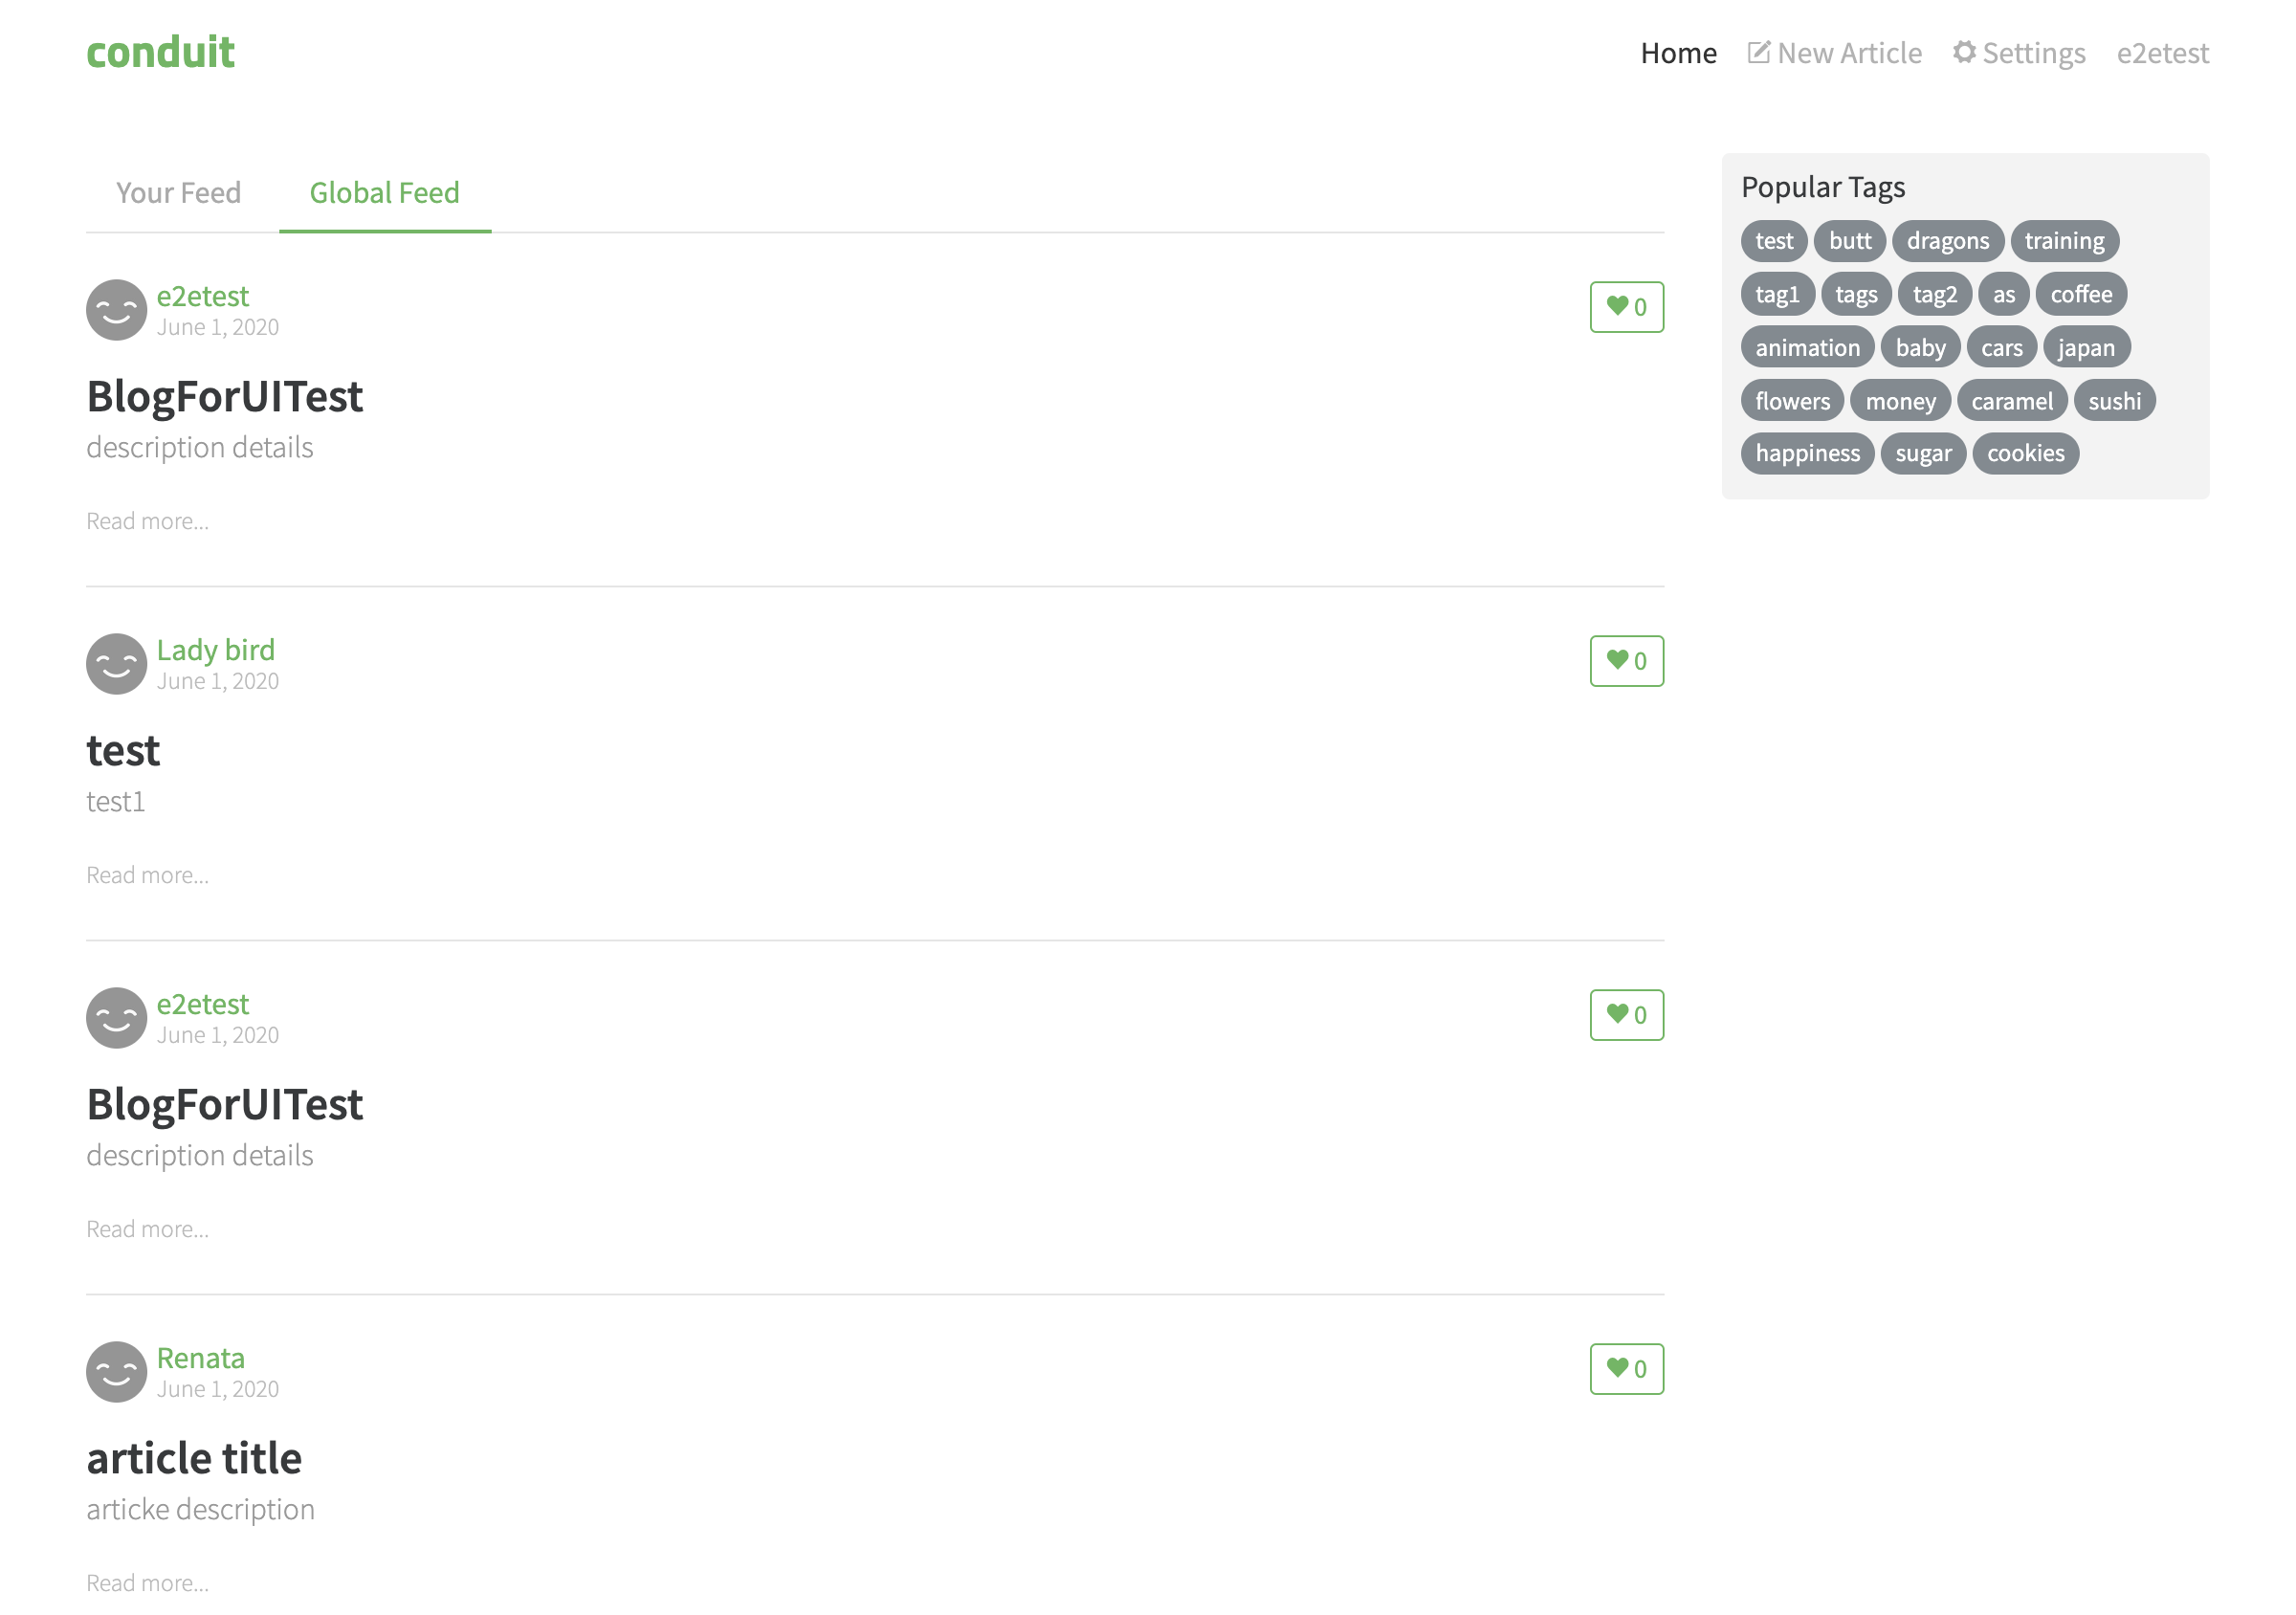 conduit
Home New Article Settings e2etest
Your Feed Global Feed
e2etest
June 1, 2020
0
BlogForUITest
description details
Read more...
Lady bird
June 1, 2020
0
test
test1
Read more...
e2etest
June 1, 2020
0
BlogForUITest
description details
Read more...
Renata
June 1, 2020
0
article title
articke description
Read more...
Popular Tags
test butt dragons training
tag1 tags tag2 as coffee
animation baby cars japan
flowers money caramel sushi
happiness sugar cookies